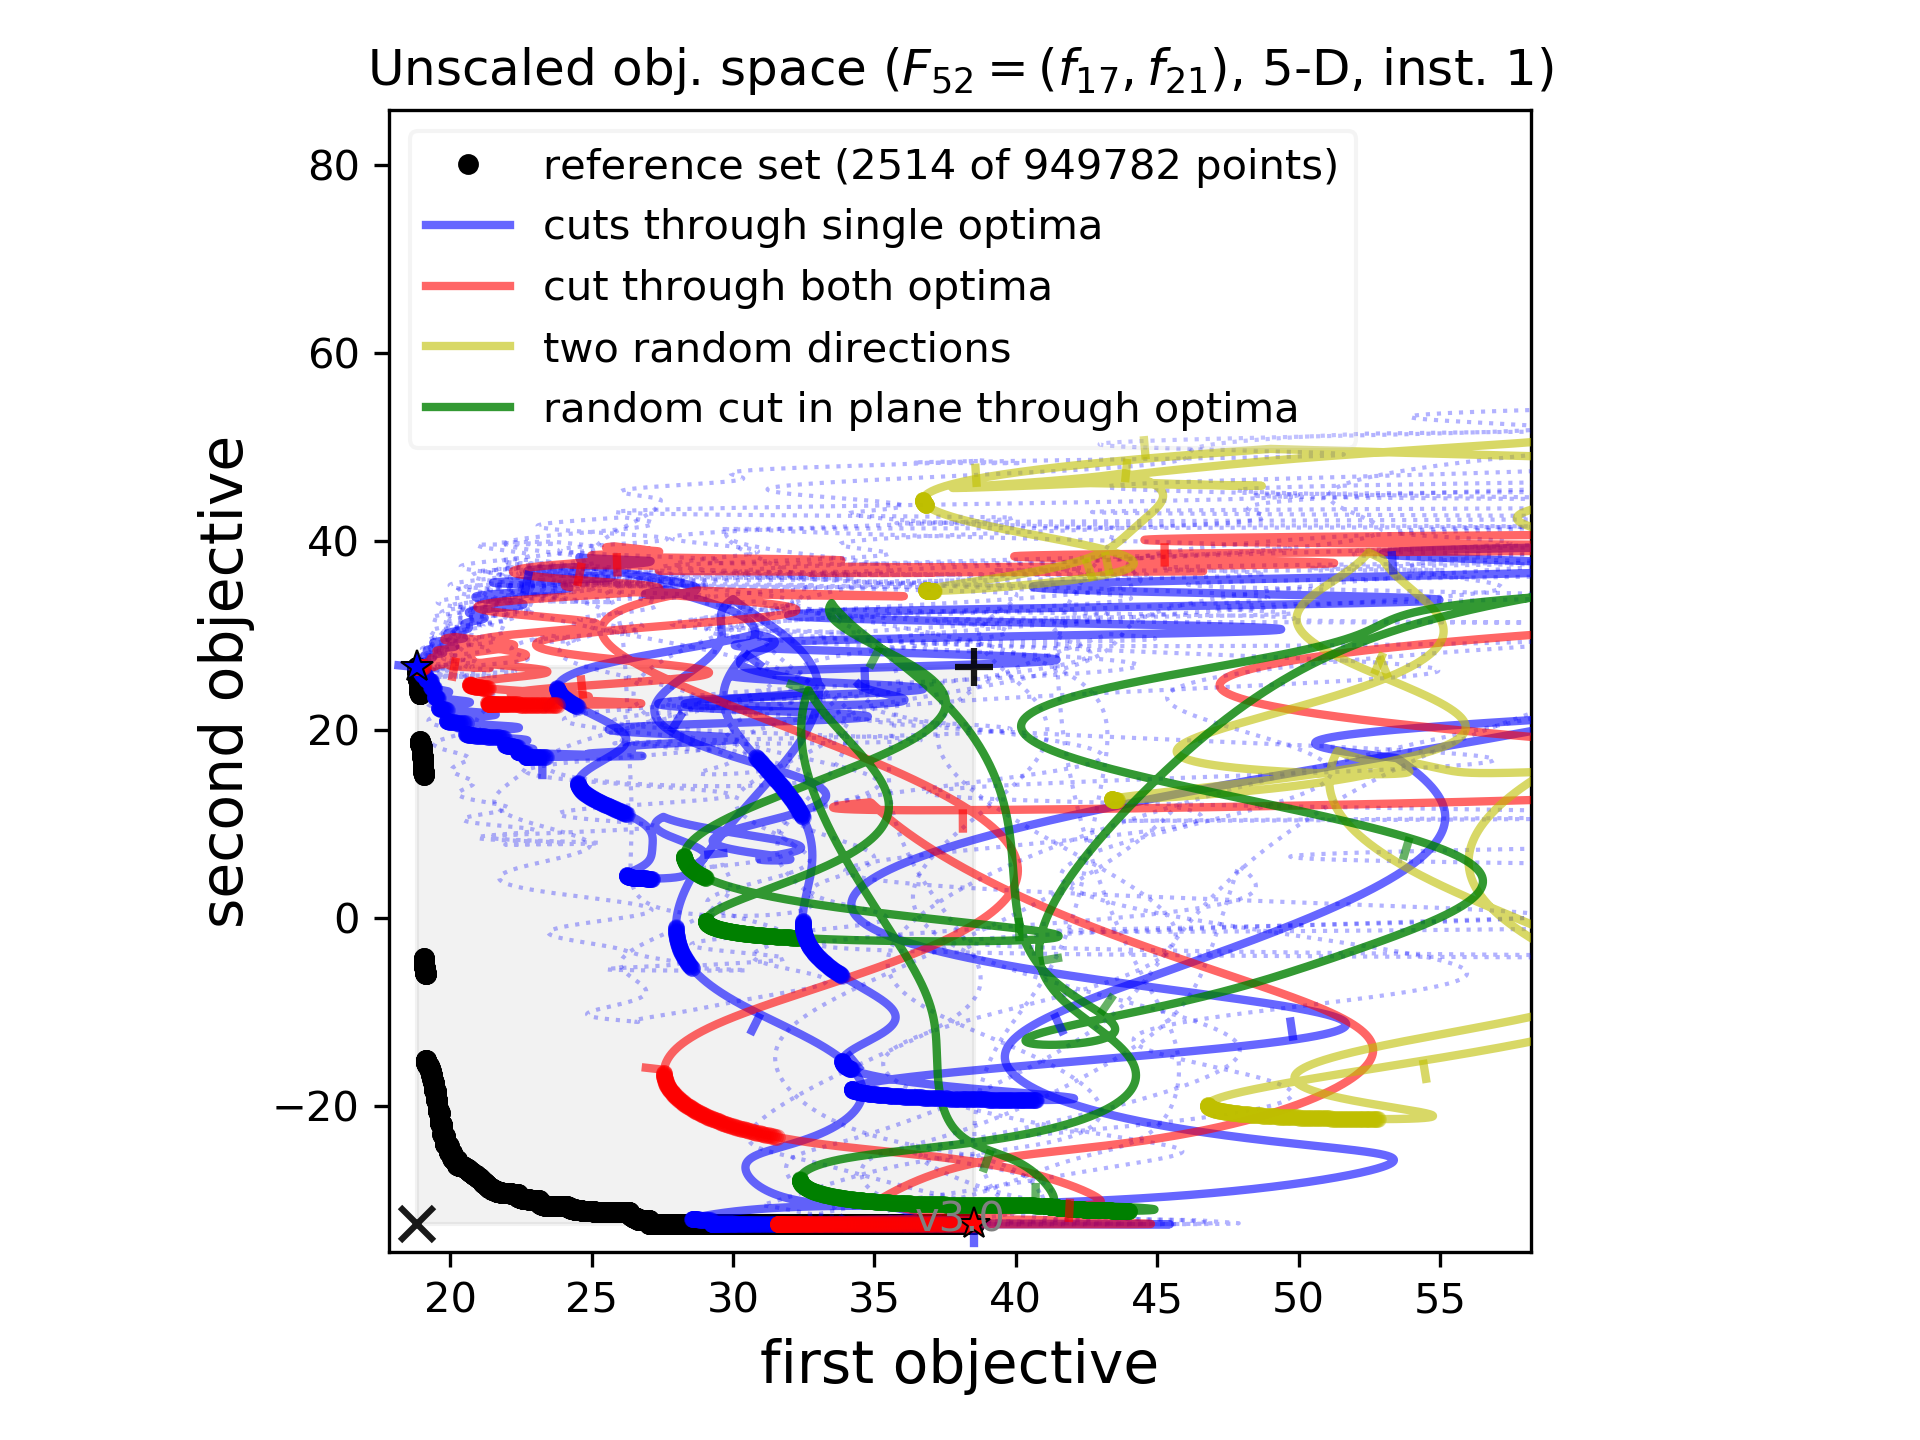 Unscaled obj. space (F52 = (f17, f21), 5-D, inst. 1)
reference set (2514 of 949782 points)
cuts through single optima
cut through both optima
two random directions
random cut in plane through optima
80
60
40
20
0
−20
second objective
v3.0
20 25 30 35 40 45 50 55
first objective